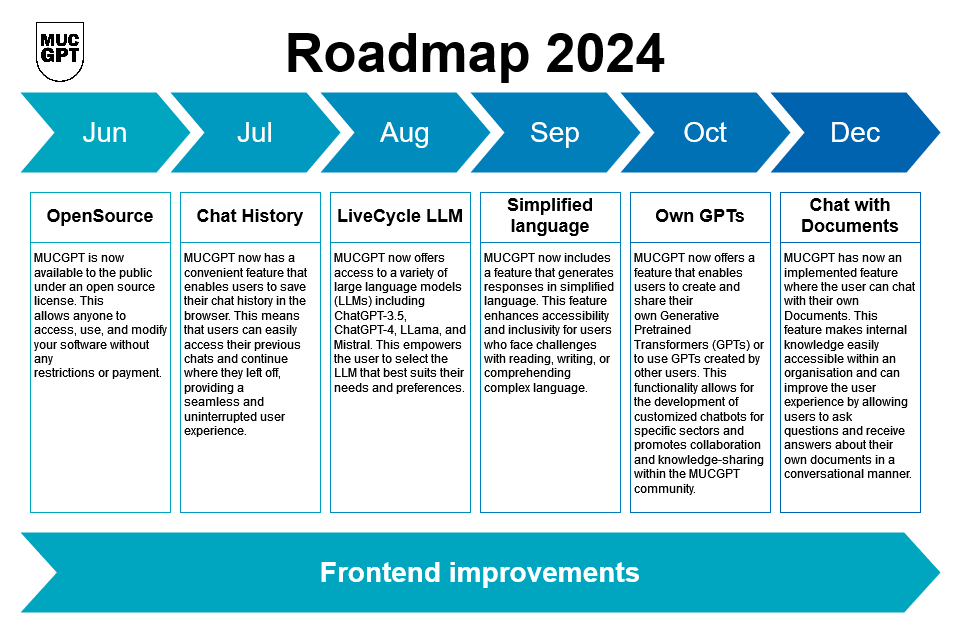 MUC
GPT
Roadmap 2024
Jun
Jul
Aug
Sep
Oct
Dec
OpenSource
MUCGPT is now
available to the public
under an open source
license. This
allows anyone to
access, use, and modify
your software without
any
restrictions or payment.
Chat History
MUCGPT now has a
convenient feature that
enables users to save
their chat history in the
browser. This means
that users can easily
access their previous
chats and continue
where they left off,
providing a
seamless and
uninterrupted user
experience.
LiveCycle LLM
MUCGPT now offers
access to a variety of
large language models
(LLMs) including
ChatGPT-3.5,
ChatGPT-4, LLama, and
Mistral. This empowers
the user to select the
LLM that best suits their
needs and preferences.
Simplified
language
MUCGPT now includes
a feature that generates
responses in simplified
language. This feature
enhances accessibility
and inclusivity for users
who face challenges
with reading, writing, or
comprehending
complex language.
Own GPTs
MUCGPT now offers a
feature that enables
users to create and
share their
own Generative
Pretrained
Transformers (GPTs) or
to use GPTs created by
other users. This
functionality allows for
the development of
customized chatbots for
specific sectors and
promotes collaboration
and knowledge-sharing
within the MUCGPT
community.
Chat with
Documents
MUCGPT has now an
implemented feature
where the user can chat
with their own
Documents. This
feature makes internal
knowledge easily
accessible within an
organisation and can
improve the user
experience by allowing
users to ask
questions and receive
answers about their
own documents in a
conversational manner.
Frontend improvements